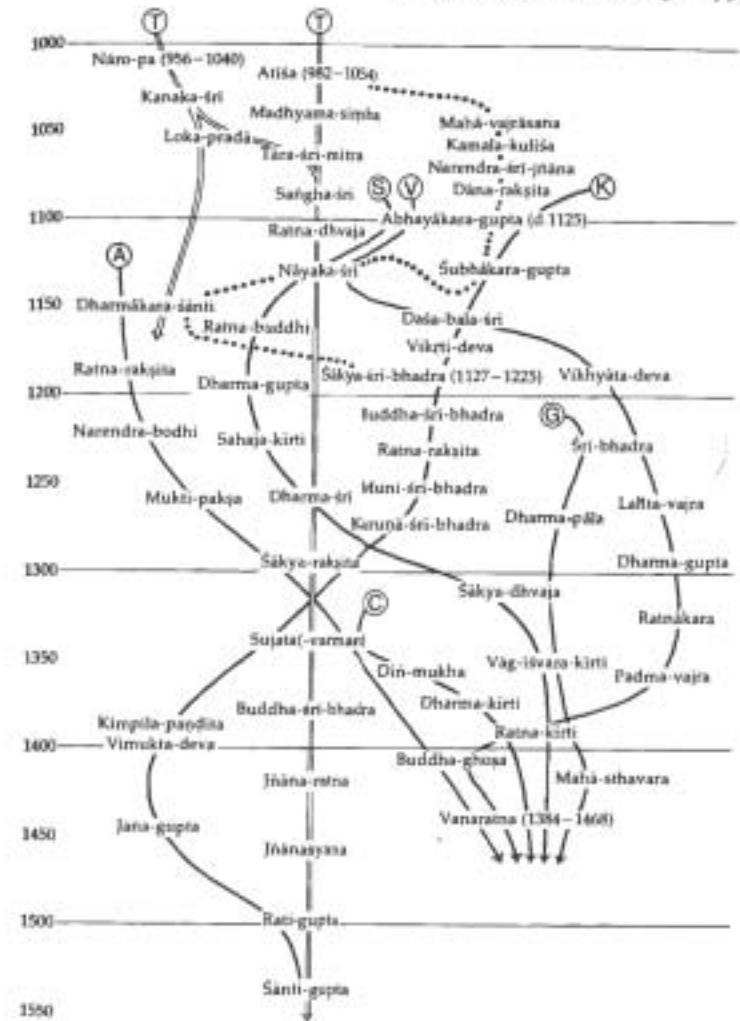 Ⓣ Ⓣ
1000
Nāro-pa (956–1040)
Atīśa (982–1054)
Kanaka-śrī
Madhyama-siṃha
1050
Mahā-vajrāsana
Loka-prada
Kamala-kuliśa
Tāra-śrī-mitra
Narendra-śrī-jñāna
Ⓢ Ⓥ Dāna-rakṣita Ⓚ
Saṅgha-śrī
1100
Abhayākara-gupta (d 1125)
Ratna-dhvaja
Ⓐ
Nāyaka-śrī
Śubhākara-gupta
1150
Dharmākara-śānti
Ratna-buddhi
Daśa-bala-śrī
Vikṛti-deva
Ratna-rakṣita
Dharma-gupta
Śākya-śrī-bhadra (1127–1225)
Vikhyāta-deva
1200
Buddha-śrī-bhadra
Ⓖ
Narendra-bodhi
Sahaja-kīrti
Ratna-rakṣita
Śrī-bhadra
1250
Mukti-pakṣa
Dharma-śrī
Muni-śrī-bhadra
Lalita-vajra
Karuṇa-śrī-bhadra
Dharma-pāla
Śākya-rakṣita
Dharma-gupta
1300
Śākya-dhvaja
Ⓒ
Ratnākara
Sujata(-varman)
1350
Diṅ-mukha
Vāg-īśvara-kīrti
Padma-vajra
Buddha-śrī-bhadra
Dharma-kīrti
Kimpila-paṇḍita
Ratna-kīrti
1400
Vimukta-deva
Buddha-ghoṣa
Jñāna-ratna
Mahā-sthavara
1450
Jana-gupta
Vanaratna (1384–1468)
1500
Rati-gupta
Śānti-gupta
1550